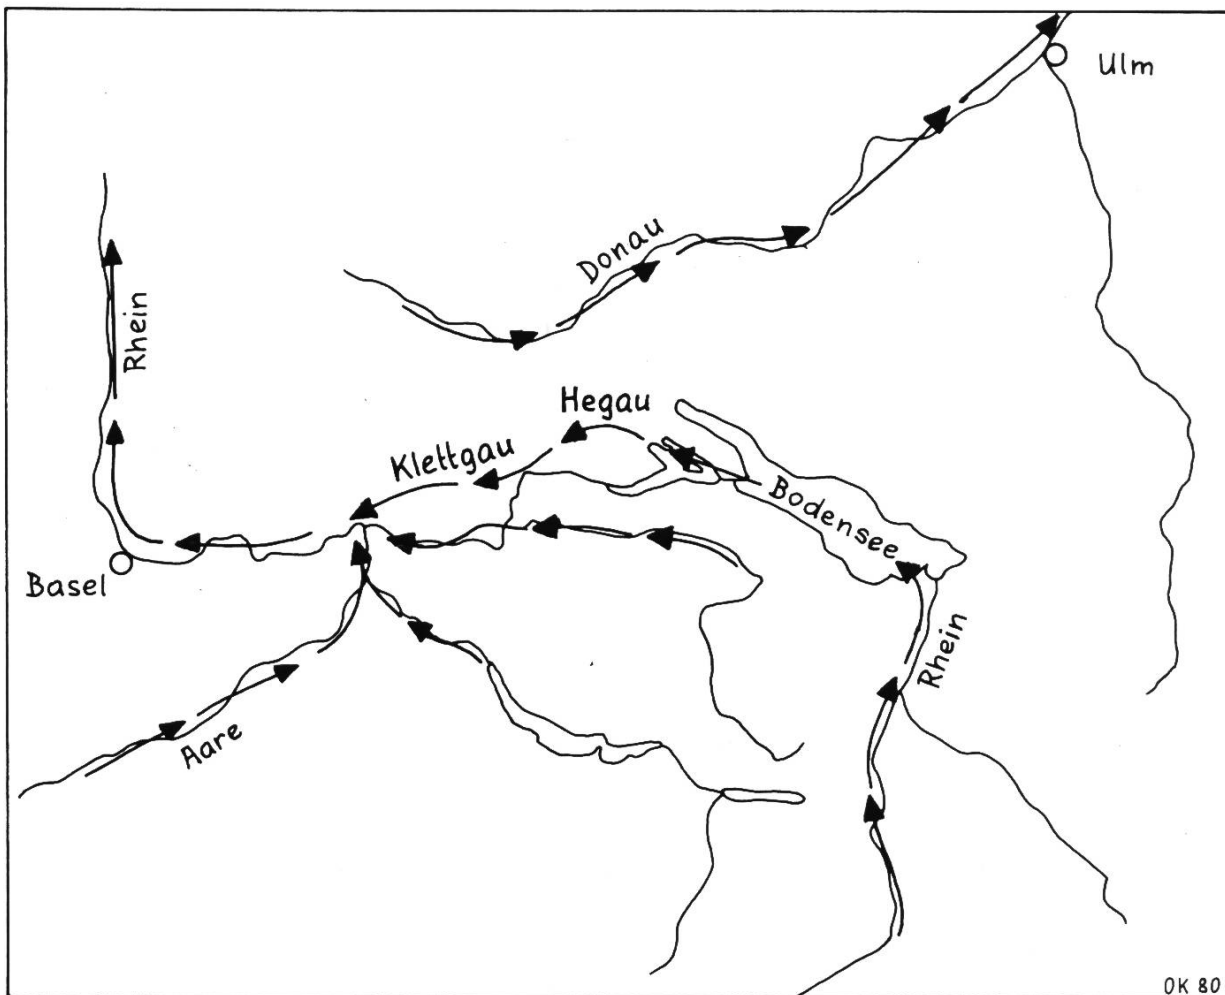 Ulm
Donau
Rhein
Hegau
Klettgau
Bodensee
Basel
Rhein
Aare
OK 80